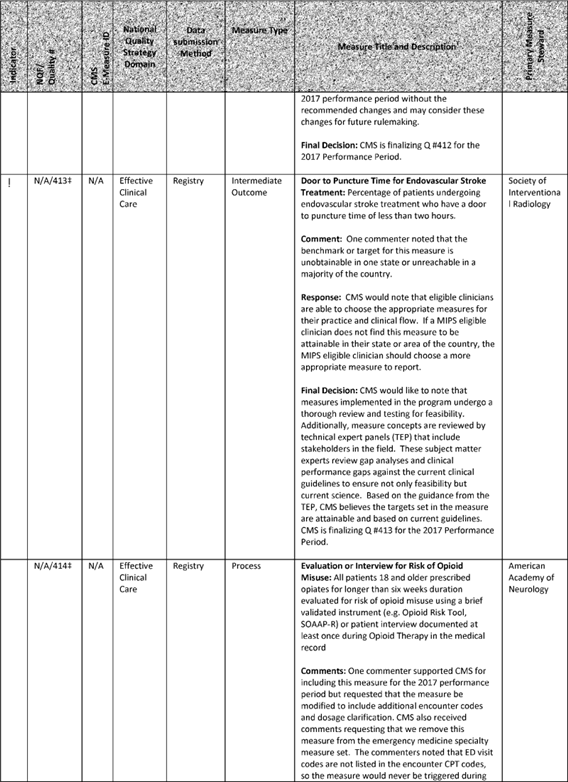 Indicator
NQF/
Quality #
CMS
E-Measure ID
National
Quality
Strategy
Domain
Data
submission
Method
Measure Type
Measure Title and Description
Primary Measure
Steward
2017 performance period without the
recommended changes and may consider these
changes for future rulemaking.
Final Decision: CMS is finalizing Q #412 for the
2017 Performance Period.
!
N/A/413‡
N/A
Effective
Clinical
Care
Registry
Intermediate
Outcome
Door to Puncture Time for Endovascular Stroke
Treatment: Percentage of patients undergoing
endovascular stroke treatment who have a door
to puncture time of less than two hours.
Comment: One commenter noted that the
benchmark or target for this measure is
unobtainable in one state or unreachable in a
majority of the country.
Response: CMS would note that eligible clinicians
are able to choose the appropriate measures for
their practice and clinical flow. If a MIPS eligible
clinician does not find this measure to be
attainable in their state or area of the country, the
MIPS eligible clinician should choose a more
appropriate measure to report.
Final Decision: CMS would like to note that
measures implemented in the program undergo a
thorough review and testing for feasibility.
Additionally, measure concepts are reviewed by
technical expert panels (TEP) that include
stakeholders in the field. These subject matter
experts review gap analyses and clinical
performance gaps against the current clinical
guidelines to ensure not only feasibility but
current science. Based on the guidance from the
TEP, CMS believes the targets set in the measure
are attainable and based on current guidelines.
CMS is finalizing Q #413 for the 2017 Performance
Period.
Society of
Interventiona
l Radiology
N/A/414‡
N/A
Effective
Clinical
Care
Registry
Process
Evaluation or Interview for Risk of Opioid
Misuse: All patients 18 and older prescribed
opiates for longer than six weeks duration
evaluated for risk of opioid misuse using a brief
validated instrument (e.g. Opioid Risk Tool,
SOAAP-R) or patient interview documented at
least once during Opioid Therapy in the medical
record
Comments: One commenter supported CMS for
including this measure for the 2017 performance
period but requested that the measure be
modified to include additional encounter codes
and dosage clarification. CMS also received
comments requesting that we remove this
measure from the emergency medicine specialty
measure set. The commenters noted that ED visit
codes are not listed in the encounter CPT codes,
so the measure would never be triggered during
American
Academy of
Neurology